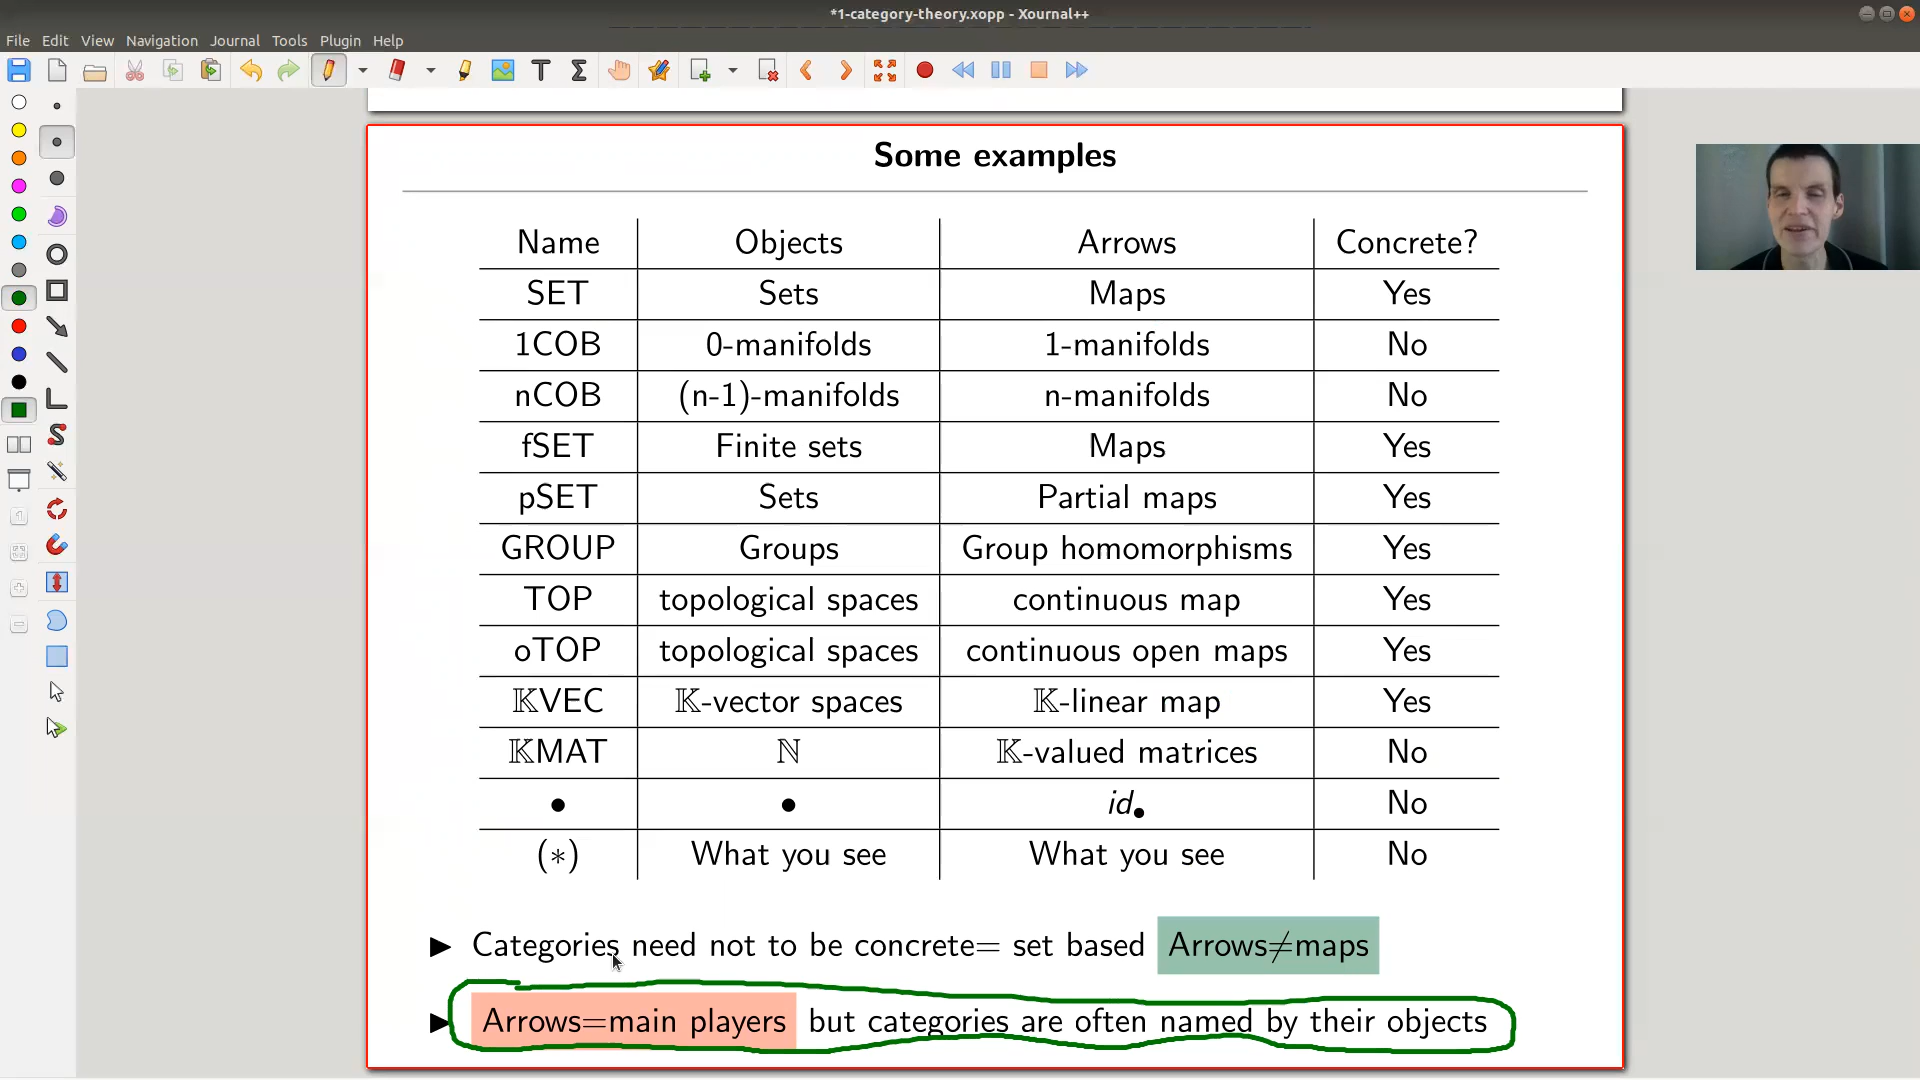 *1-category-theory.xopp - Xournal++
File Edit View Navigation Journal Tools Plugin Help
Some examples
Name Objects Arrows Concrete?
SET Sets Maps Yes
1COB 0-manifolds 1-manifolds No
nCOB (n-1)-manifolds n-manifolds No
fSET Finite sets Maps Yes
pSET Sets Partial maps Yes
GROUP Groups Group homomorphisms Yes
TOP topological spaces continuous map Yes
oTOP topological spaces continuous open maps Yes
𝕂VEC 𝕂-vector spaces 𝕂-linear map Yes
𝕂MAT ℕ 𝕂-valued matrices No
• • id• No
(*) What you see What you see No
▶ Categories need not to be concrete= set based Arrows≠maps
▶ Arrows=main players but categories are often named by their objects